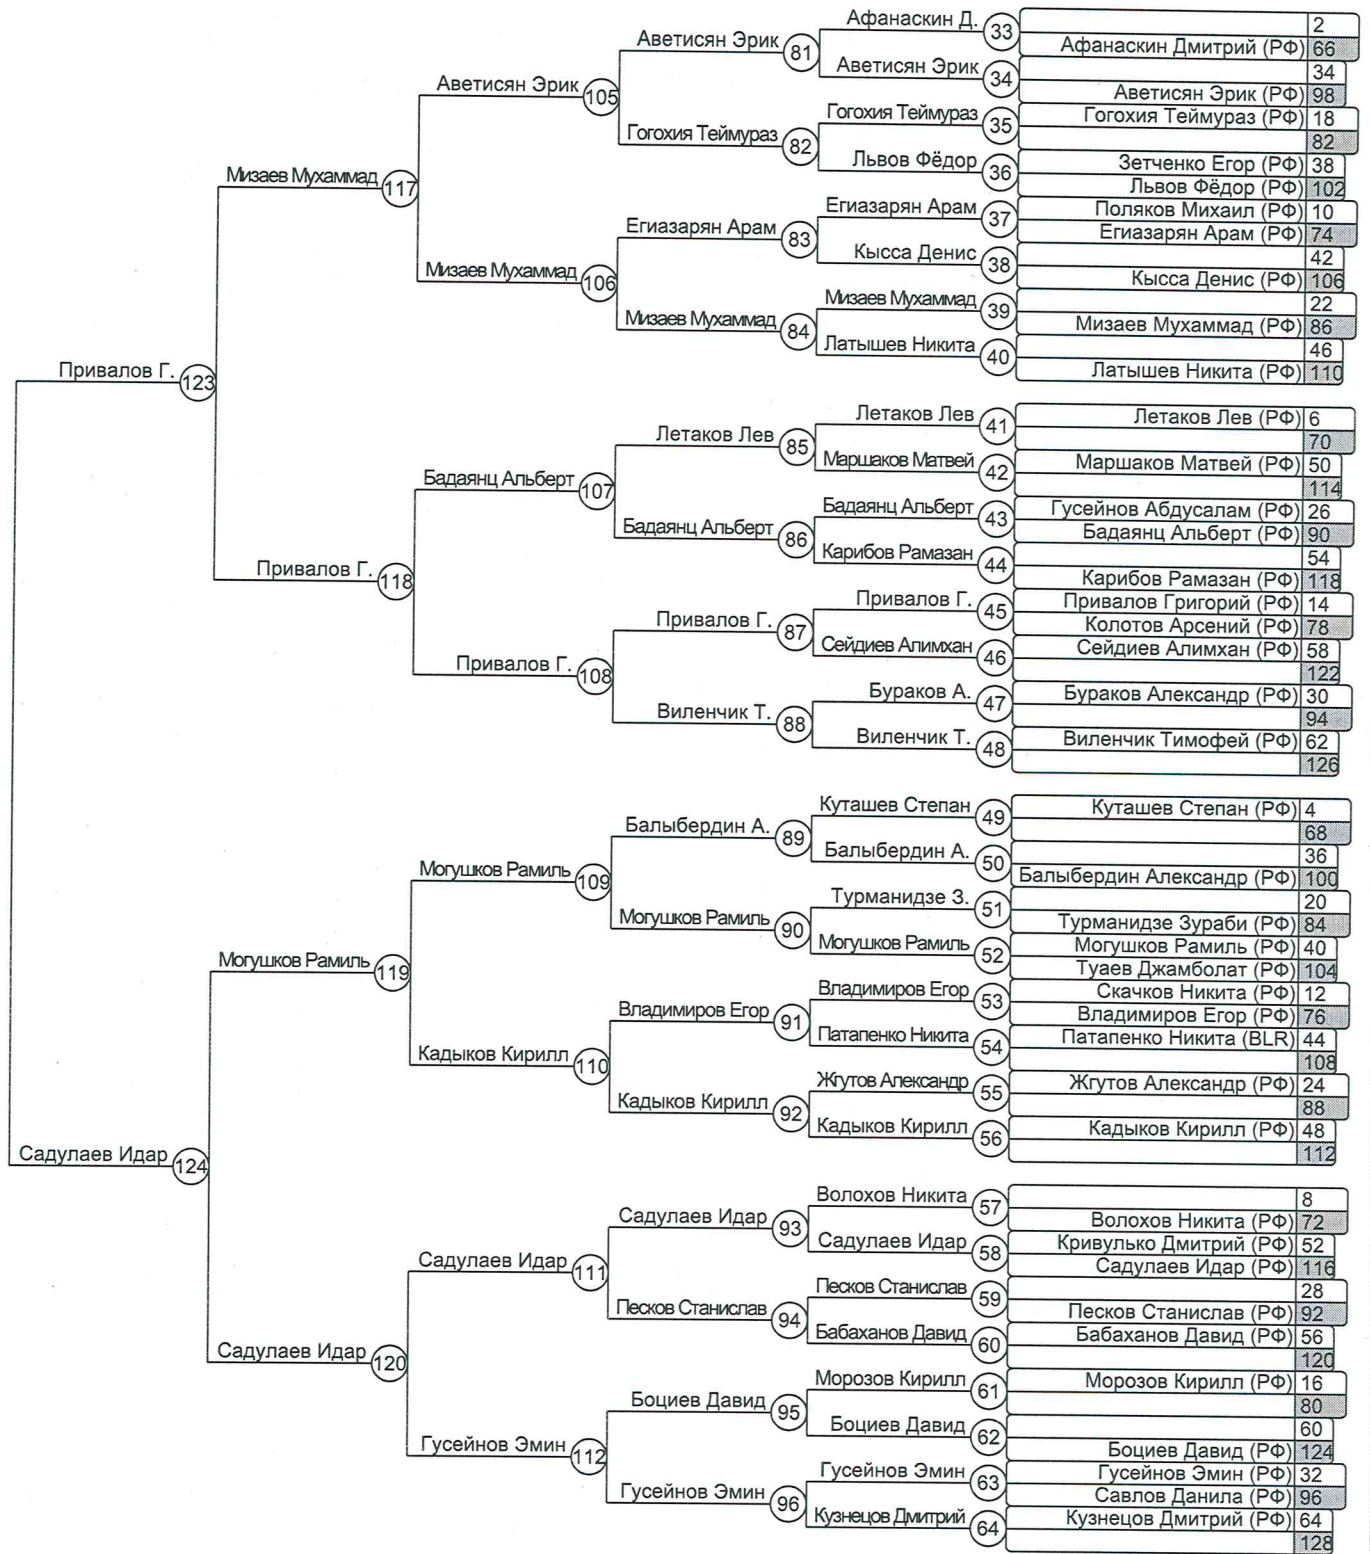 Афанаскин Д. 33 2
Аветисян Эрик 81 Афанаскин Дмитрий (РФ) 66
Аветисян Эрик 34 34
Аветисян Эрик 105 Аветисян Эрик (РФ) 98
Гогохия Теймураз 35 Гогохия Теймураз (РФ) 18
Гогохия Теймураз 82 82
Львов Фёдор 36 Зетченко Егор (РФ) 38
Мизаев Мухаммад 117 Львов Фёдор (РФ) 102
Егиазарян Арам 37 Поляков Михаил (РФ) 10
Егиазарян Арам 83 Егиазарян Арам (РФ) 74
Кысса Денис 38 42
Мизаев Мухаммад 106 Кысса Денис (РФ) 106
Мизаев Мухаммад 39 22
Мизаев Мухаммад 84 Мизаев Мухаммад (РФ) 86
Латышев Никита 40 46
Привалов Г. 123 Латышев Никита (РФ) 110
Летаков Лев 41 Летаков Лев (РФ) 6
Летаков Лев 85 70
Маршаков Матвей 42 Маршаков Матвей (РФ) 50
Бадаянц Альберт 107 114
Бадаянц Альберт 43 Гусейнов Абдусалам (РФ) 26
Бадаянц Альберт 86 Бадаянц Альберт (РФ) 90
Карибов Рамазан 44 54
Привалов Г. 118 Карибов Рамазан (РФ) 118
Привалов Г. 45 Привалов Григорий (РФ) 14
Привалов Г. 87 Колотов Арсений (РФ) 78
Сейдиев Алимхан 46 Сейдиев Алимхан (РФ) 58
Привалов Г. 108 122
Бураков А. 47 Бураков Александр (РФ) 30
Виленчик Т. 88 94
Виленчик Т. 48 Виленчик Тимофей (РФ) 62
126
Куташев Степан 49 Куташев Степан (РФ) 4
Балыбердин А. 89 68
Балыбердин А. 50 36
Могушков Рамиль 109 Балыбердин Александр (РФ) 100
Турманидзе З. 51 20
Могушков Рамиль 90 Турманидзе Зураби (РФ) 84
Могушков Рамиль 52 Могушков Рамиль (РФ) 40
Могушков Рамиль 119 Туаев Джамболат (РФ) 104
Владимиров Егор 53 Скачков Никита (РФ) 12
Владимиров Егор 91 Владимиров Егор (РФ) 76
Патапенко Никита 54 Патапенко Никита (BLR) 44
Кадыков Кирилл 110 108
Жгутов Александр 55 Жгутов Александр (РФ) 24
Кадыков Кирилл 92 88
Кадыков Кирилл 56 Кадыков Кирилл (РФ) 48
Садулаев Идар 124 112
Волохов Никита 57 8
Садулаев Идар 93 Волохов Никита (РФ) 72
Садулаев Идар 58 Кривулько Дмитрий (РФ) 52
Садулаев Идар 111 Садулаев Идар (РФ) 116
Песков Станислав 59 28
Песков Станислав 94 Песков Станислав (РФ) 92
Бабаханов Давид 60 Бабаханов Давид (РФ) 56
Садулаев Идар 120 120
Морозов Кирилл 61 Морозов Кирилл (РФ) 16
Боциев Давид 95 80
Боциев Давид 62 60
Гусейнов Эмин 112 Боциев Давид (РФ) 124
Гусейнов Эмин 63 Гусейнов Эмин (РФ) 32
Гусейнов Эмин 96 Савлов Данила (РФ) 96
Кузнецов Дмитрий 64 Кузнецов Дмитрий (РФ) 64
128